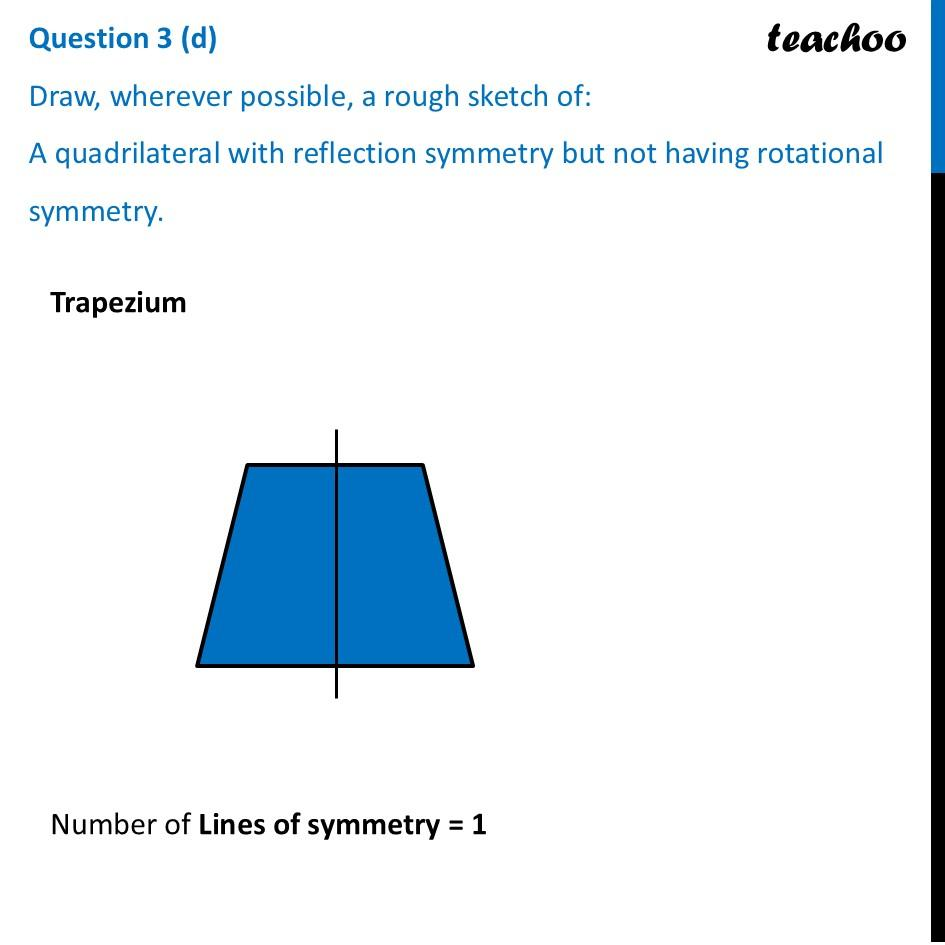 Question 3 (d)
teachoo
Draw, wherever possible, a rough sketch of:
A quadrilateral with reflection symmetry but not having rotational
symmetry.
Trapezium
Number of Lines of symmetry = 1